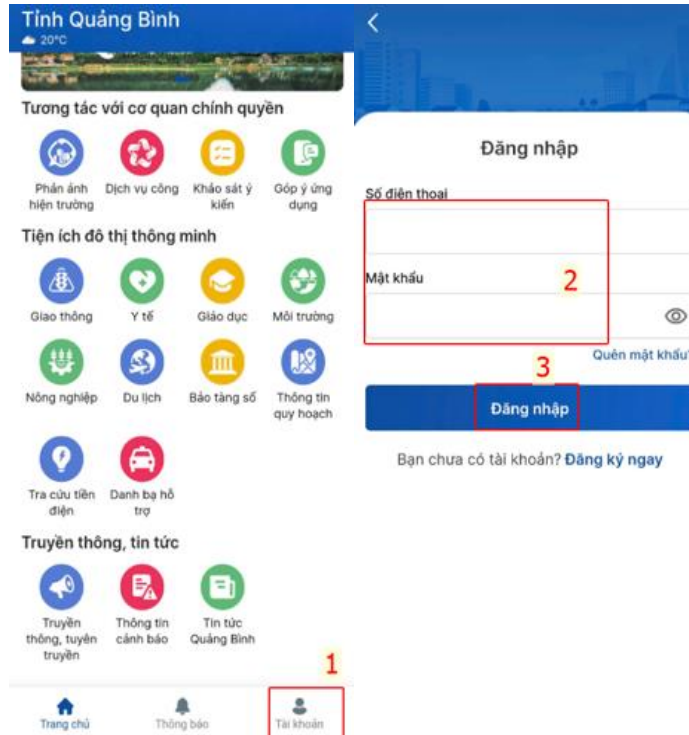 Tỉnh Quảng Bình
20°C
Tương tác với cơ quan chính quyền
Phản ánh hiện trường
Dịch vụ công
Khảo sát ý kiến
Góp ý ứng dụng
Tiện ích đô thị thông minh
Giao thông
Y tế
Giáo dục
Môi trường
Nông nghiệp
Du lịch
Bảo tàng số
Thông tin quy hoạch
Tra cứu tiền điện
Danh bạ hỗ trợ
Truyền thông, tin tức
Truyền thông, tuyên truyền
Thông tin cảnh báo
Tin tức Quảng Bình
1
Trang chủ
Thông báo
Tài khoản
Đăng nhập
Số điện thoại
Mật khẩu
2
Quên mật khẩu?
3
Đăng nhập
Bạn chưa có tài khoản? Đăng ký ngay